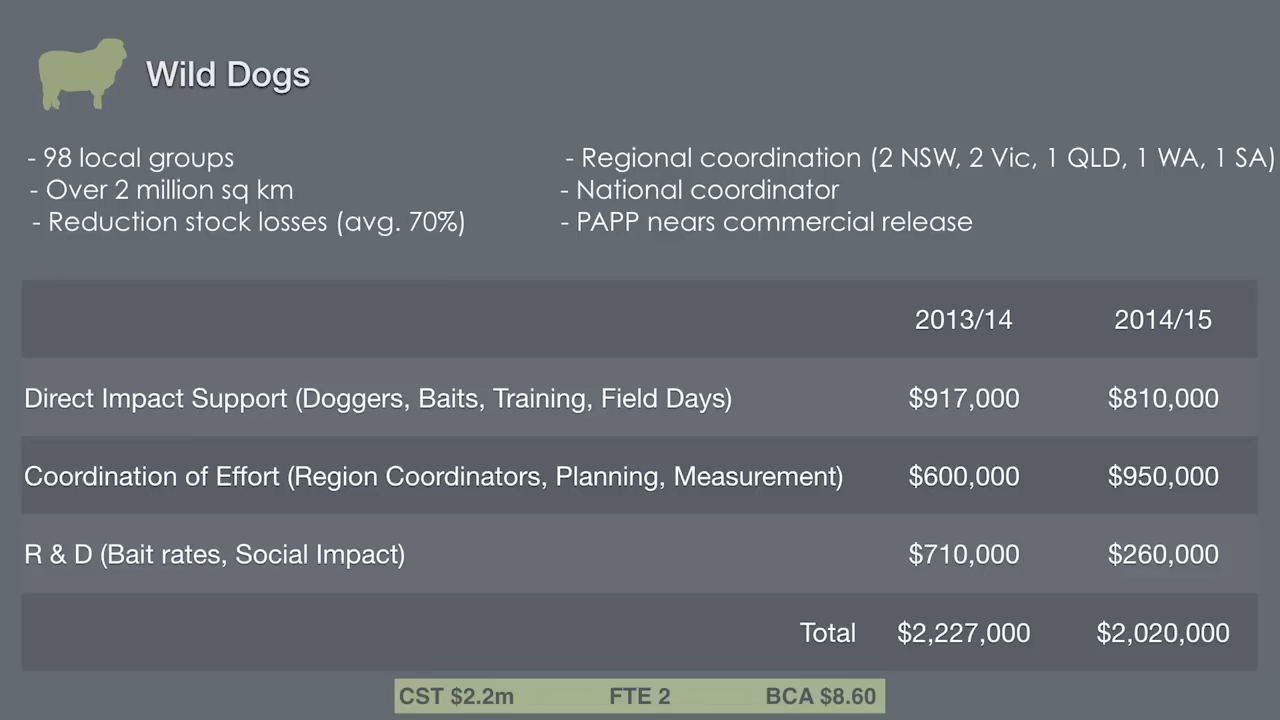 Wild Dogs
- 98 local groups
- Over 2 million sq km
- Reduction stock losses (avg. 70%)
- Regional coordination (2 NSW, 2 Vic, 1 QLD, 1 WA, 1 SA)
- National coordinator
- PAPP nears commercial release
2013/14 2014/15
Direct Impact Support (Doggers, Baits, Training, Field Days) $917,000 $810,000
Coordination of Effort (Region Coordinators, Planning, Measurement) $600,000 $950,000
R & D (Bait rates, Social Impact) $710,000 $260,000
Total $2,227,000 $2,020,000
CST $2.2m FTE 2 BCA $8.60